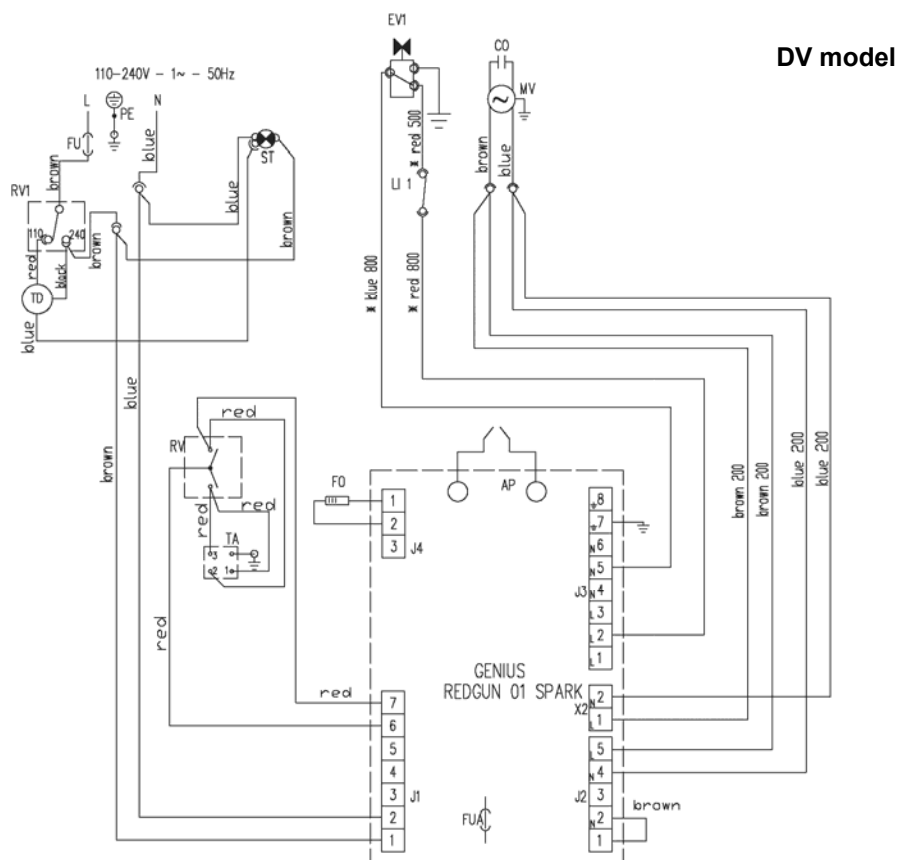 DV model
EV1
CO
110-240V - 1~ - 50Hz
MV
L
PE
N
FU
blue
brown
ST
RV1
blue
brown
red 500
LI 1
brown
blue
110
240
brown
red
black
TD
blue
blue 800
red 800
blue
brown
red
RV
red
red
TA
3
2
1
red
red
FO
1
2
3
J4
AP
8
7
N 6
N 5
N 4
L 3
L 2
L 1
J3
GENIUS
REDGUN 01 SPARK
N 2
L 1
X2
7
6
5
4
3
2
1
J1
FUA
L 5
N 4
3
N 2
1
J2
brown
brown 200
brown 200
blue 200
blue 200